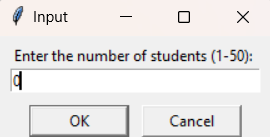 Input
Enter the number of students (1-50):
0
OK
Cancel